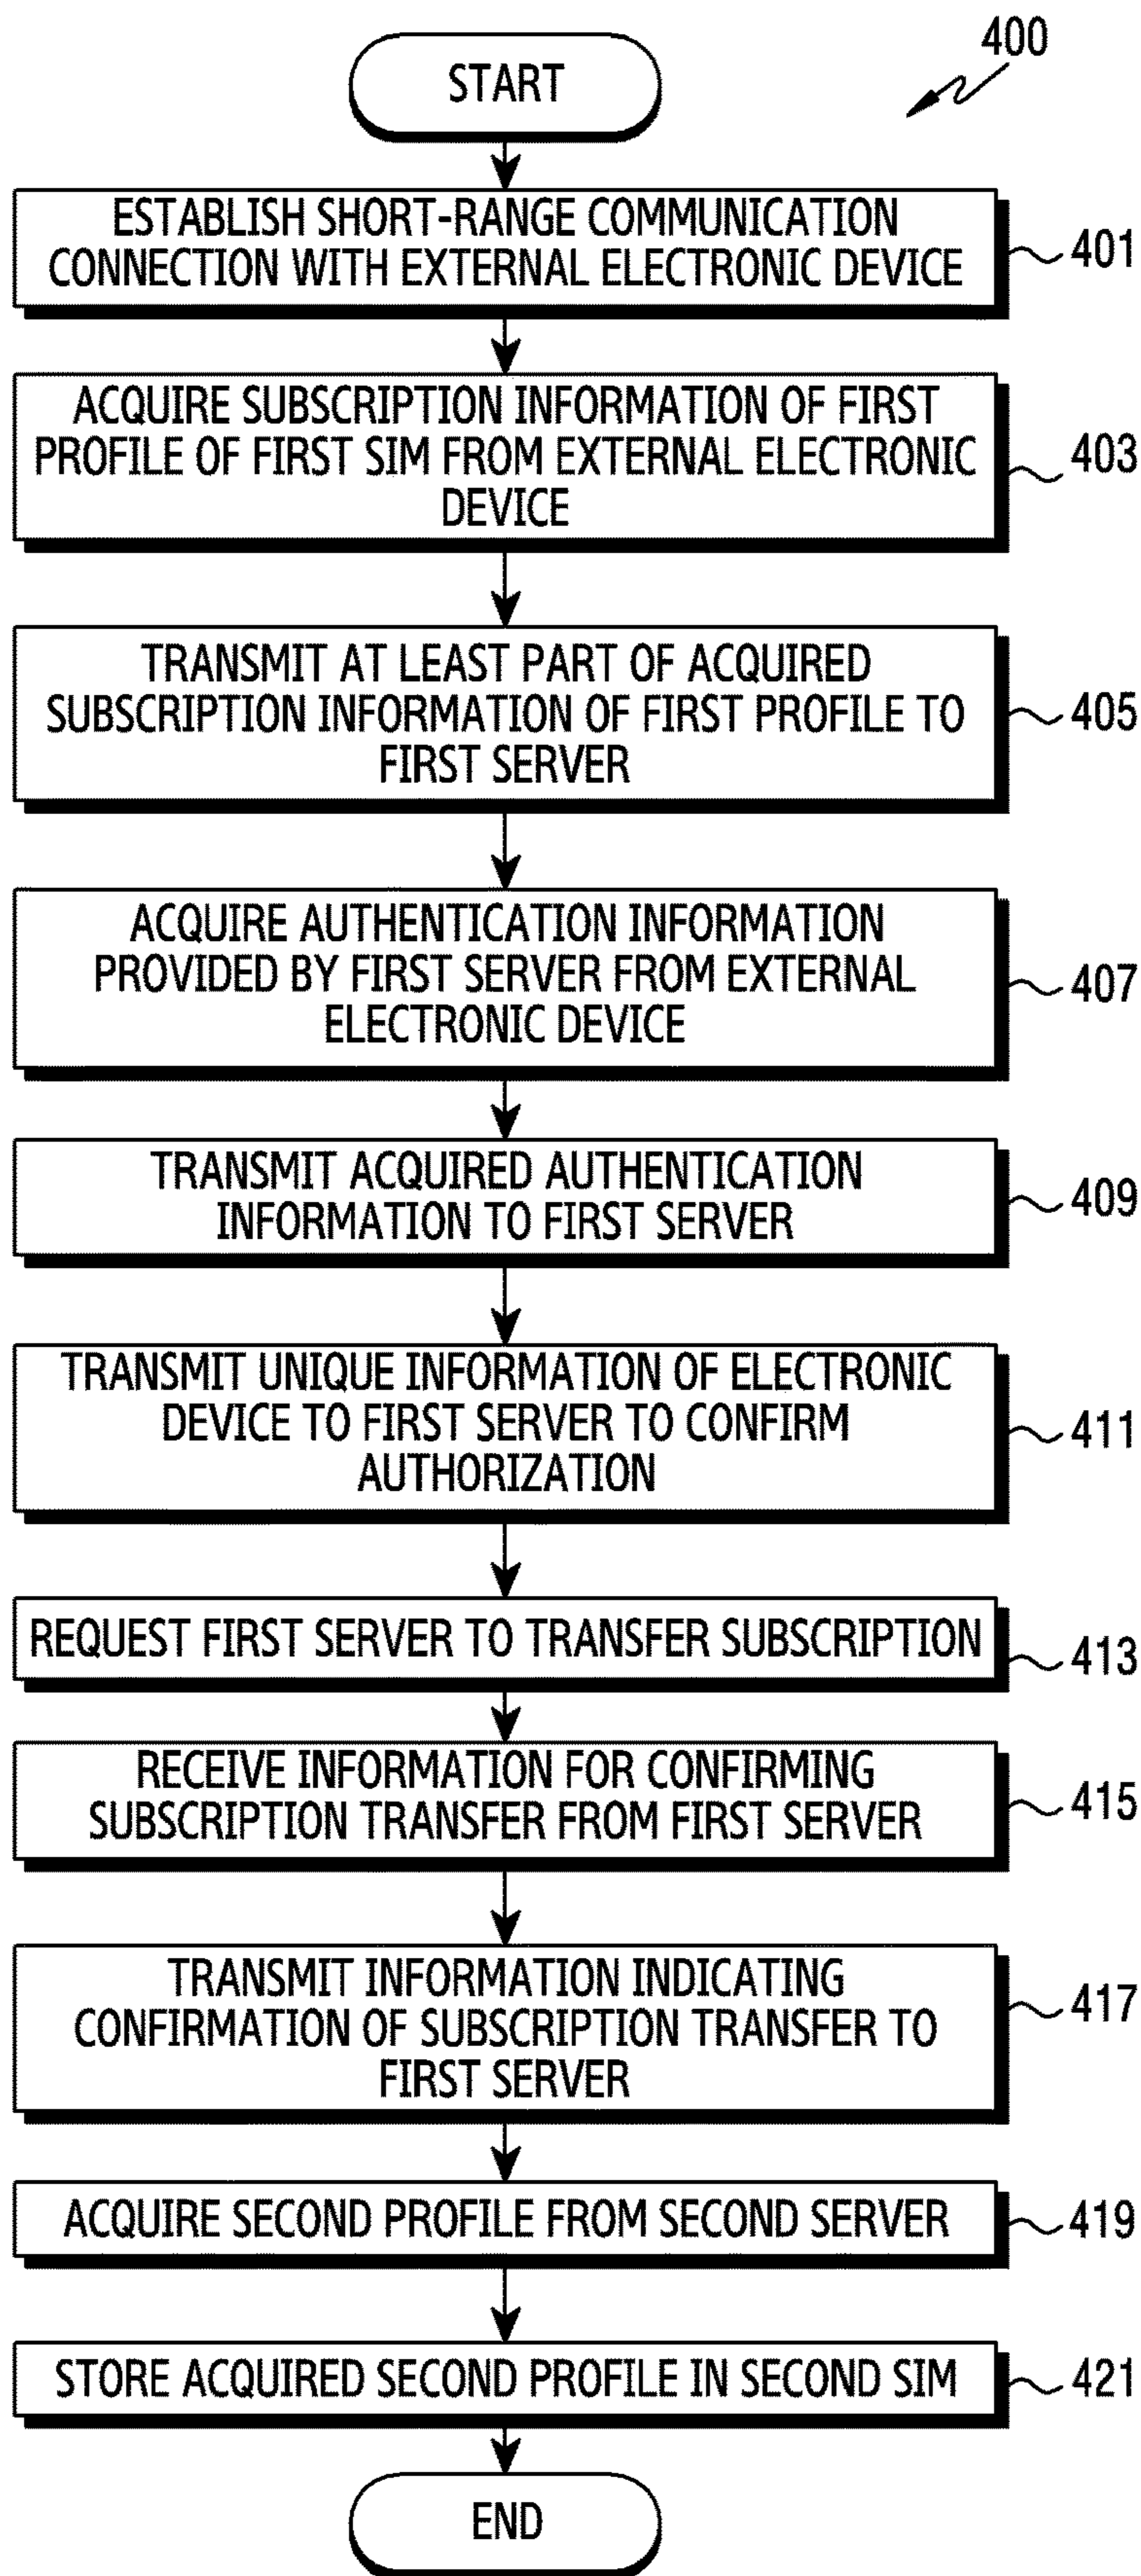 400
START
ESTABLISH SHORT-RANGE COMMUNICATION
CONNECTION WITH EXTERNAL ELECTRONIC DEVICE
401
ACQUIRE SUBSCRIPTION INFORMATION OF FIRST
PROFILE OF FIRST SIM FROM EXTERNAL ELECTRONIC
DEVICE
403
TRANSMIT AT LEAST PART OF ACQUIRED
SUBSCRIPTION INFORMATION OF FIRST PROFILE TO
FIRST SERVER
405
ACQUIRE AUTHENTICATION INFORMATION
PROVIDED BY FIRST SERVER FROM EXTERNAL
ELECTRONIC DEVICE
407
TRANSMIT ACQUIRED AUTHENTICATION
INFORMATION TO FIRST SERVER
409
TRANSMIT UNIQUE INFORMATION OF ELECTRONIC
DEVICE TO FIRST SERVER TO CONFIRM
AUTHORIZATION
411
REQUEST FIRST SERVER TO TRANSFER SUBSCRIPTION
413
RECEIVE INFORMATION FOR CONFIRMING
SUBSCRIPTION TRANSFER FROM FIRST SERVER
415
TRANSMIT INFORMATION INDICATING
CONFIRMATION OF SUBSCRIPTION TRANSFER TO
FIRST SERVER
417
ACQUIRE SECOND PROFILE FROM SECOND SERVER
419
STORE ACQUIRED SECOND PROFILE IN SECOND SIM
421
END